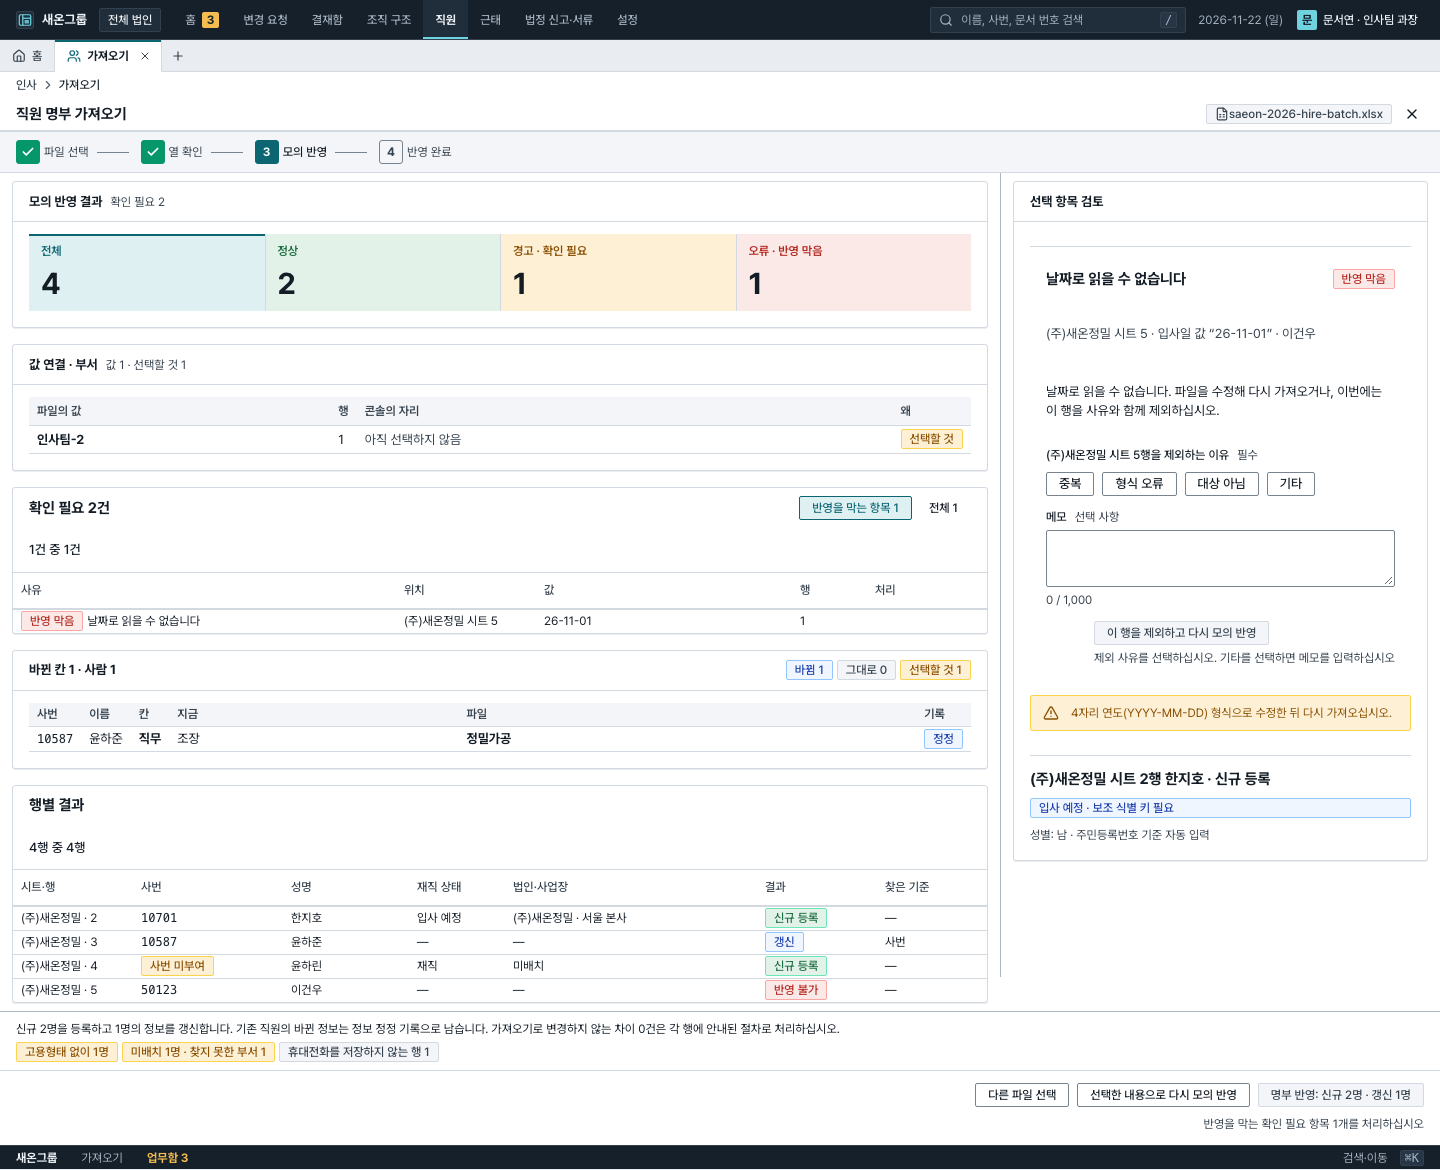 새온그룹 전체 법인 홈 3 변경 요청 결재함 조직 구조 직원 근태 법정 신고·서류 설정 이름, 사번, 문서 번호 검색 / 2026-11-22 (일) 문 문서연 · 인사팀 과장
홈 가져오기
인사 가져오기
직원 명부 가져오기 saeon-2026-hire-batch.xlsx
파일 선택 열 확인 3 모의 반영 4 반영 완료
모의 반영 결과 확인 필요 2
전체 정상 경고 · 확인 필요 오류 · 반영 막음
4 2 1 1
값 연결 · 부서 값 1 · 선택할 것 1
파일의 값 행 콘솔의 자리 왜
인사팀-2 1 아직 선택하지 않음 선택할 것
확인 필요 2건 반영을 막는 항목 1 전체 1
1건 중 1건
사유 위치 값 행 처리
반영 막음 날짜로 읽을 수 없습니다 (주)새온정밀 시트 5 26-11-01 1
바뀐 칸 1 · 사람 1 바뀜 1 그대로 0 선택할 것 1
사번 이름 칸 지금 파일 기록
10587 윤하준 직무 조장 정밀가공 정정
행별 결과
4행 중 4행
시트·행 사번 성명 재직 상태 법인·사업장 결과 찾은 기준
(주)새온정밀 · 2 10701 한지호 입사 예정 (주)새온정밀 · 서울 본사 신규 등록 —
(주)새온정밀 · 3 10587 윤하준 — — 갱신 사번
(주)새온정밀 · 4 사번 미부여 윤하린 재직 미배치 신규 등록 —
(주)새온정밀 · 5 50123 이건우 — — 반영 불가 —
선택 항목 검토
날짜로 읽을 수 없습니다 반영 막음
(주)새온정밀 시트 5 · 입사일 값 “26-11-01” · 이건우
날짜로 읽을 수 없습니다. 파일을 수정해 다시 가져오거나, 이번에는
이 행을 사유와 함께 제외하십시오.
(주)새온정밀 시트 5행을 제외하는 이유 필수
중복 형식 오류 대상 아님 기타
메모 선택 사항
0 / 1,000
이 행을 제외하고 다시 모의 반영
제외 사유를 선택하십시오. 기타를 선택하면 메모를 입력하십시오
4자리 연도(YYYY-MM-DD) 형식으로 수정한 뒤 다시 가져오십시오.
(주)새온정밀 시트 2행 한지호 · 신규 등록
입사 예정 · 보조 식별 키 필요
성별: 남 · 주민등록번호 기준 자동 입력
신규 2명을 등록하고 1명의 정보를 갱신합니다. 기존 직원의 바뀐 정보는 정보 정정 기록으로 남습니다. 가져오기로 변경하지 않는 차이 0건은 각 행에 안내된 절차로 처리하십시오.
고용형태 없이 1명 미배치 1명 · 찾지 못한 부서 1 휴대전화를 저장하지 않는 행 1
다른 파일 선택 선택한 내용으로 다시 모의 반영 명부 반영: 신규 2명 · 갱신 1명
반영을 막는 확인 필요 항목 1개를 처리하십시오
새온그룹 가져오기 업무함 3 검색·이동 ⌘K